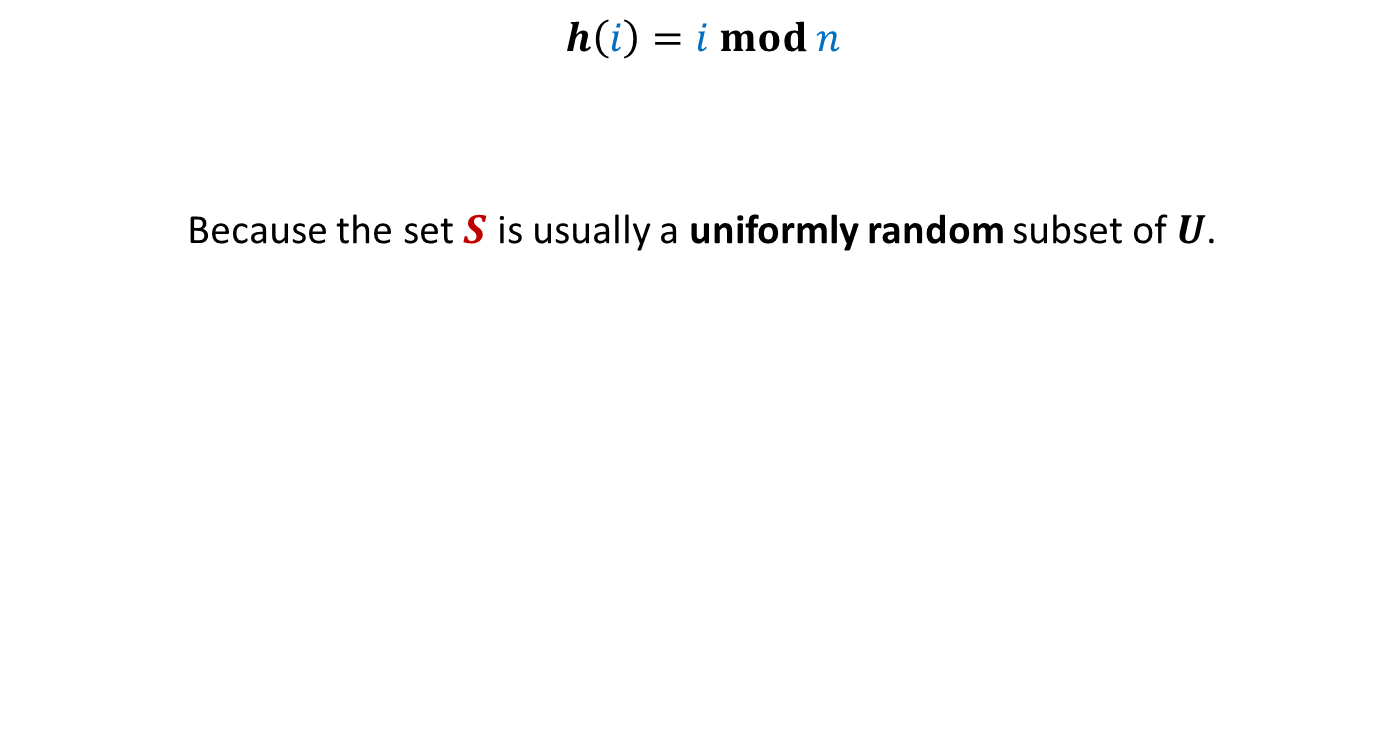 h(i) = i mod n
Because the set S is usually a uniformly random subset of U.